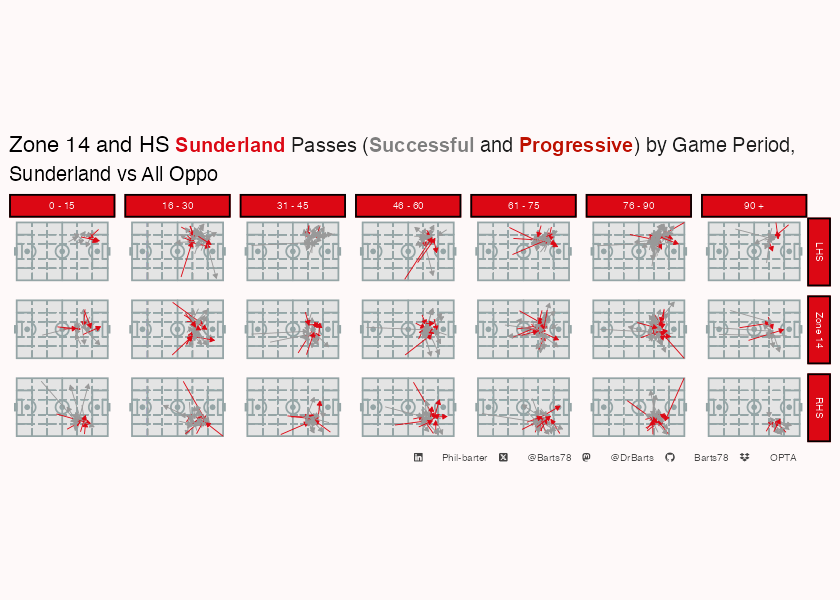 Zone 14 and HS Sunderland Passes (Successful and Progressive) by Game Period,
Sunderland vs All Oppo
0 - 15
16 - 30
31 - 45
46 - 60
61 - 75
76 - 90
90 +
LHS
Zone 14
RHS
Phil-barter @Barts78 @DrBarts Barts78 OPTA